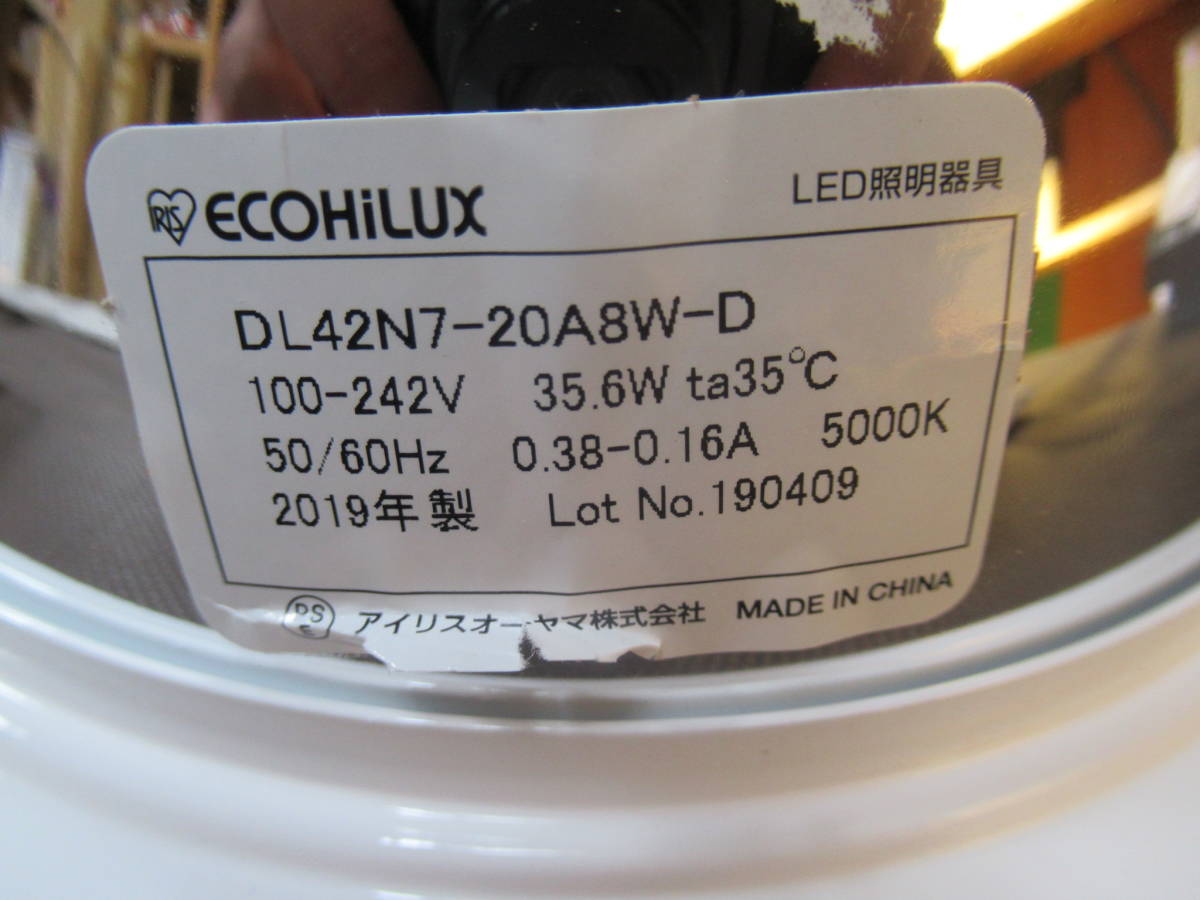 IRIS ECOHiLUX LED照明器具
DL42N7-20A8W-D
100-242V 35.6W ta35℃
50/60Hz 0.38-0.16A 5000K
2019年製 Lot No.190409
PS E アイリスオーヤマ株式会社 MADE IN CHINA